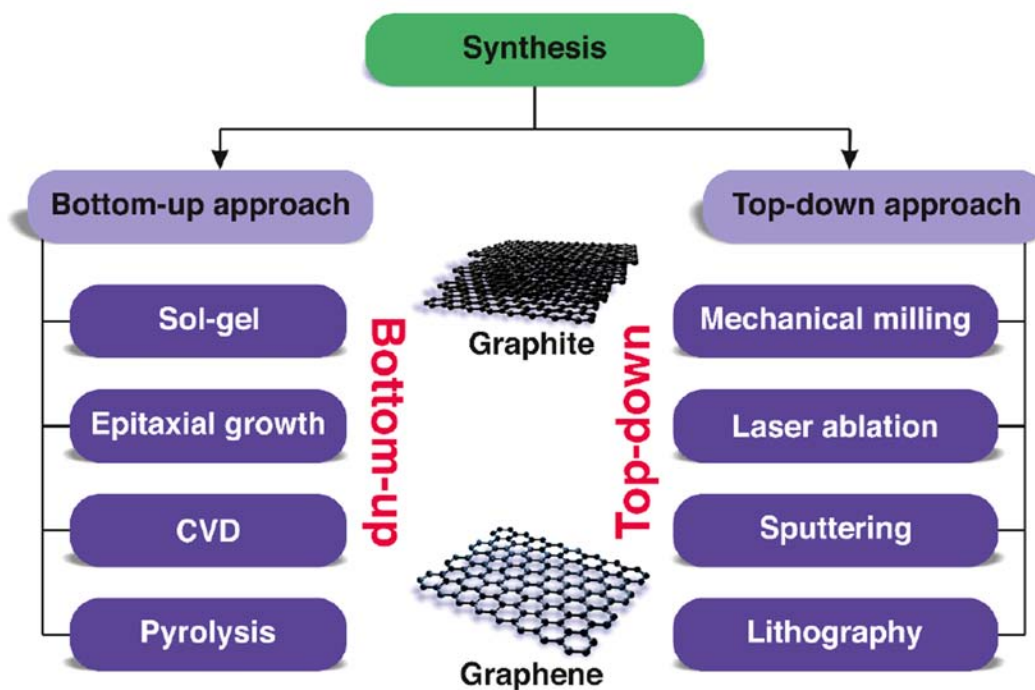 Synthesis
Bottom-up approach
Top-down approach
Sol-gel
Epitaxial growth
CVD
Pyrolysis
Bottom-up
Graphite
Graphene
Top-down
Mechanical milling
Laser ablation
Sputtering
Lithography